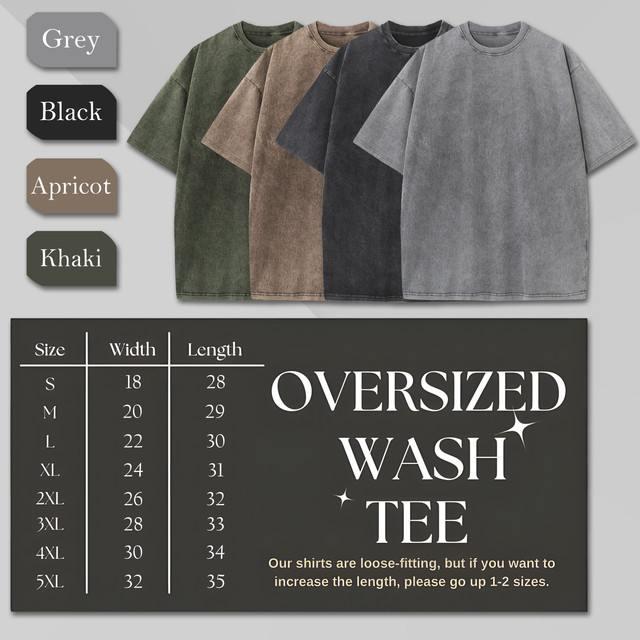 Grey
Black
Apricot
Khaki
Size Width Length
S 18 28
M 20 29
L 22 30
XL 24 31
2XL 26 32
3XL 28 33
4XL 30 34
5XL 32 35
OVERSIZED
WASH
TEE
Our shirts are loose-fitting, but if you want to
increase the length, please go up 1-2 sizes.